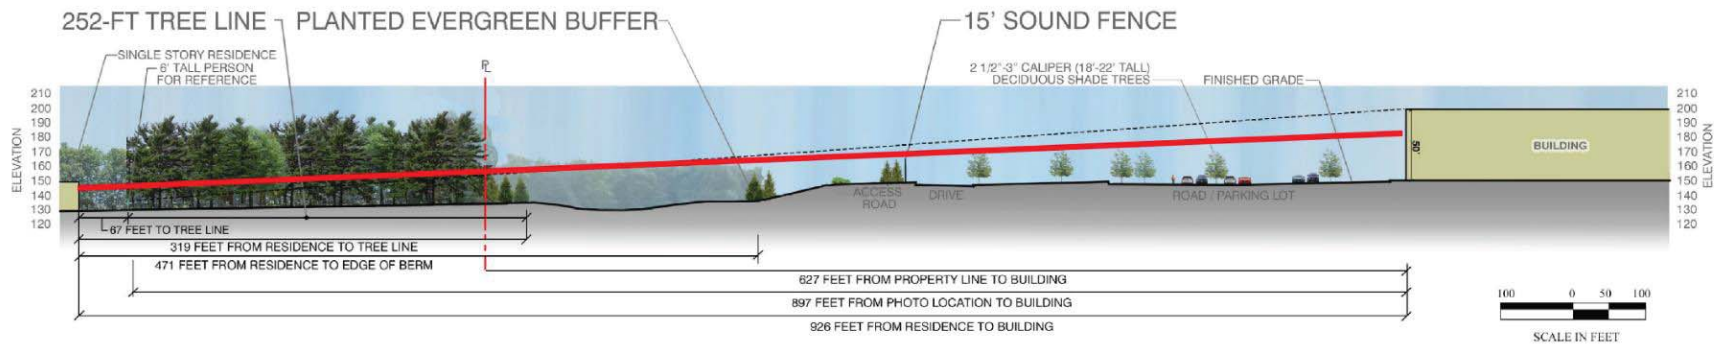 252-FT TREE LINE
PLANTED EVERGREEN BUFFER
15' SOUND FENCE
SINGLE STORY RESIDENCE
6' TALL PERSON
FOR REFERENCE
PL
2 1/2"-3" CALIPER (18'-22' TALL)
DECIDUOUS SHADE TREES
FINISHED GRADE
ELEVATION
210
200
190
180
170
160
150
140
130
120
50'
BUILDING
210
200
190
180
170
160
150
140
130
120
ELEVATION
ACCESS
ROAD
DRIVE
ROAD / PARKING LOT
67 FEET TO TREE LINE
319 FEET FROM RESIDENCE TO TREE LINE
471 FEET FROM RESIDENCE TO EDGE OF BERM
627 FEET FROM PROPERTY LINE TO BUILDING
897 FEET FROM PHOTO LOCATION TO BUILDING
926 FEET FROM RESIDENCE TO BUILDING
100 0 50 100
SCALE IN FEET